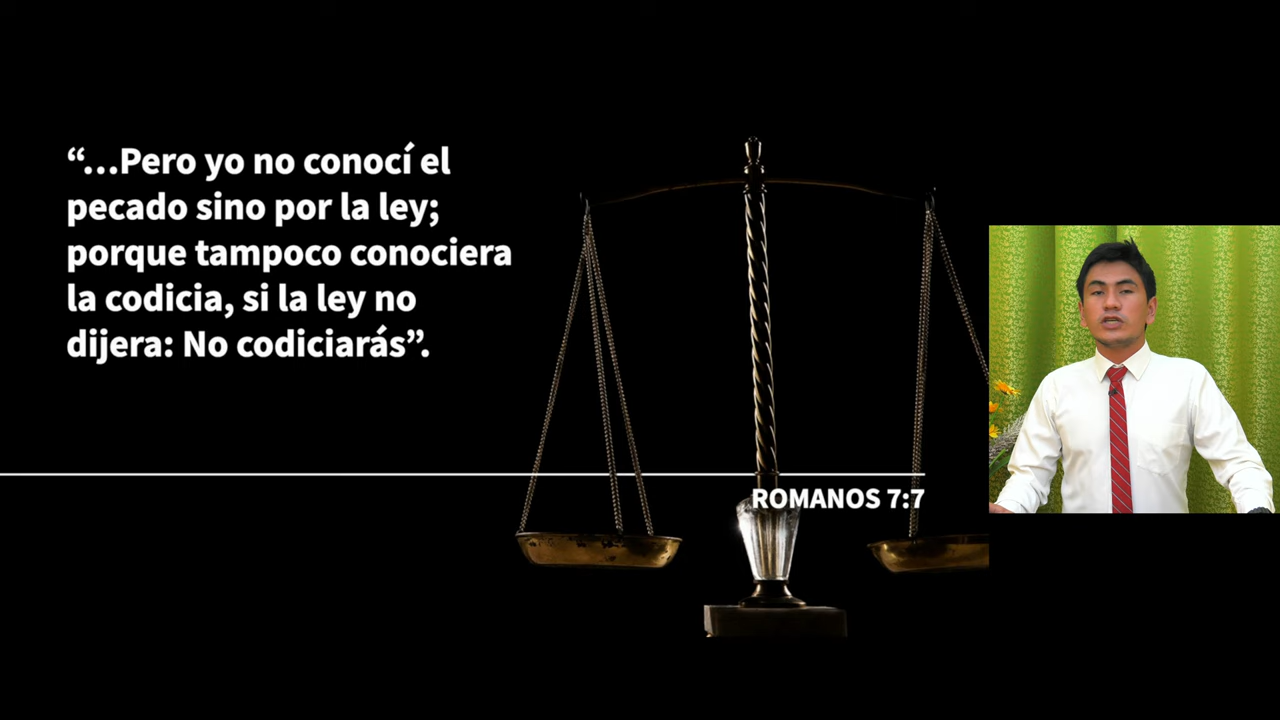 “...Pero yo no conocí el
pecado sino por la ley;
porque tampoco conociera
la codicia, si la ley no
dijera: No codiciarás”.
ROMANOS 7:7